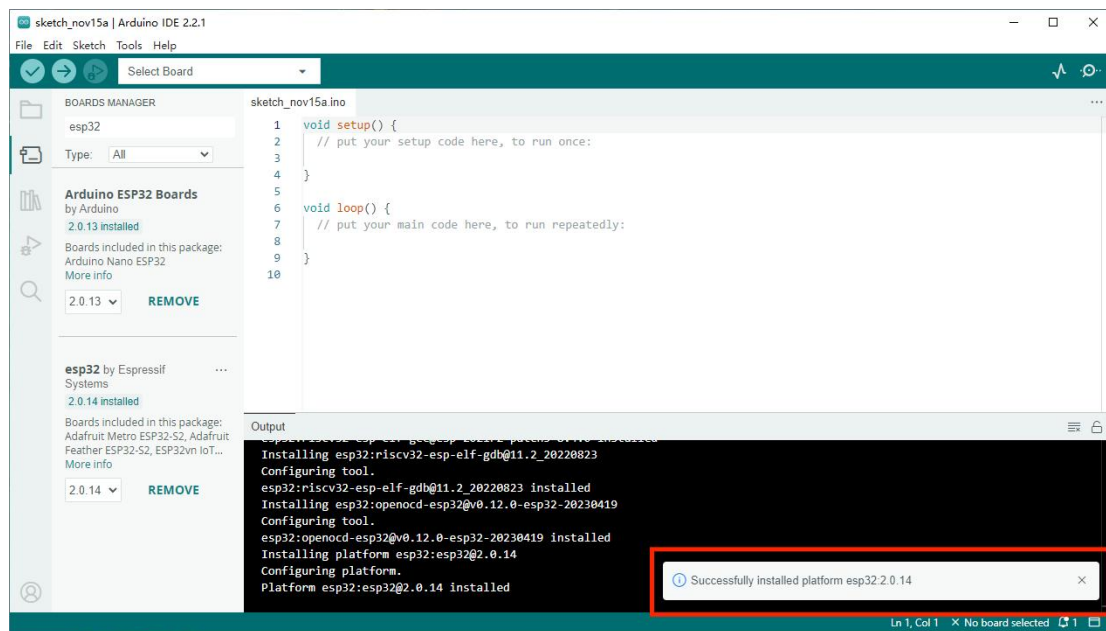 sketch_nov15a | Arduino IDE 2.2.1
File Edit Sketch Tools Help
Select Board
BOARDS MANAGER
esp32
Type: All
Arduino ESP32 Boards
by Arduino
2.0.13 installed
Boards included in this package:
Arduino Nano ESP32
More info
2.0.13 REMOVE
esp32 by Espressif ...
Systems
2.0.14 installed
Boards included in this package:
Adafruit Metro ESP32-S2, Adafruit
Feather ESP32-S2, ESP32vn IoT...
More info
2.0.14 REMOVE
sketch_nov15a.ino
...
1 void setup() {
2 // put your setup code here, to run once:
3
4 }
5
6 void loop() {
7 // put your main code here, to run repeatedly:
8
9 }
10
Output
Installing esp32:riscv32-esp-elf-gdb@11.2_20220823
Configuring tool.
esp32:riscv32-esp-elf-gdb@11.2_20220823 installed
Installing esp32:openocd-esp32@v0.12.0-esp32-20230419
Configuring tool.
esp32:openocd-esp32@v0.12.0-esp32-20230419 installed
Installing platform esp32:esp32@2.0.14
Configuring platform.
Platform esp32:esp32@2.0.14 installed
Successfully installed platform esp32:2.0.14
Ln 1, Col 1 × No board selected 1